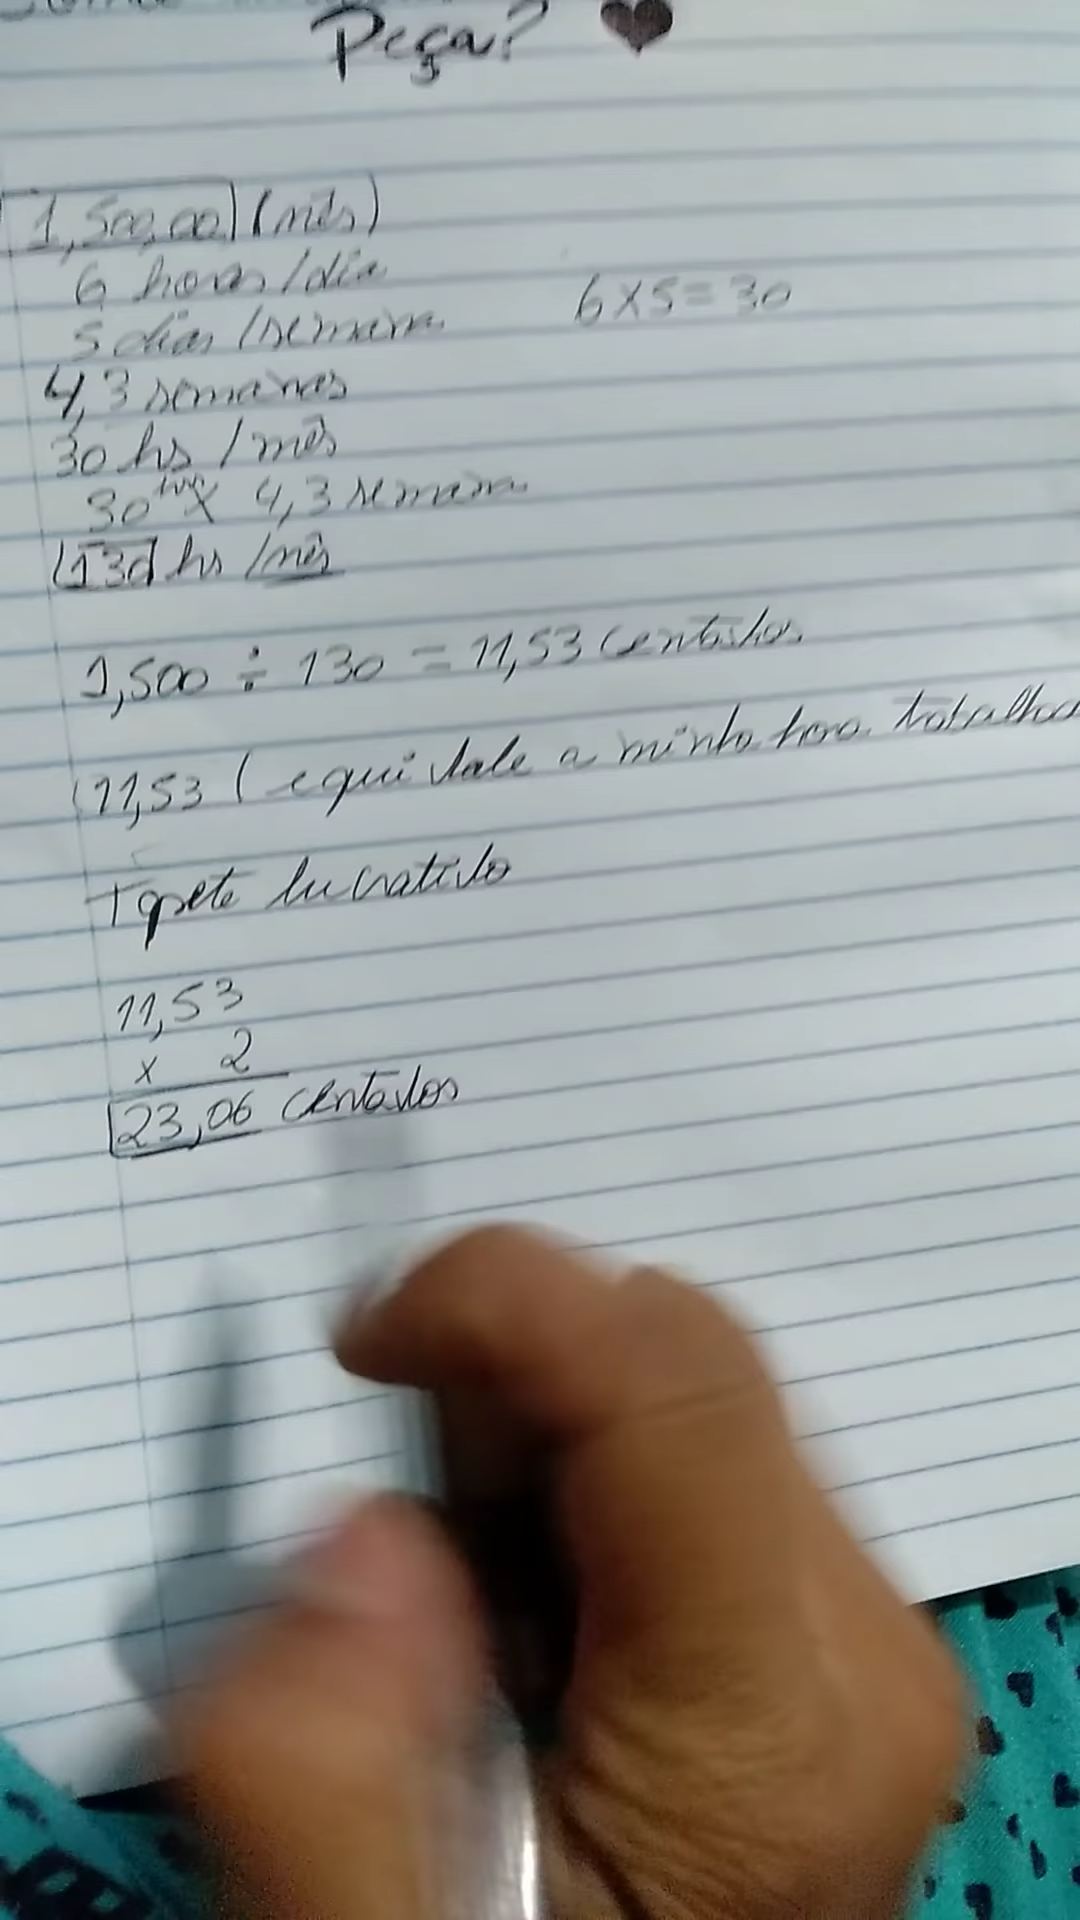 Peça? ♥
1,500,00 (mês)
6 horas/dia
5 dias/semana 6x5=30
4,3 semanas
30 hs /mês
30 hrs x 4,3 semana
130 hs /mês
1,500 ÷ 130 = 11,53 centavos
11,53 ( equivale a minha hora trabalha
Tapete lucrativo
11,53
x 2
23,06 centavos